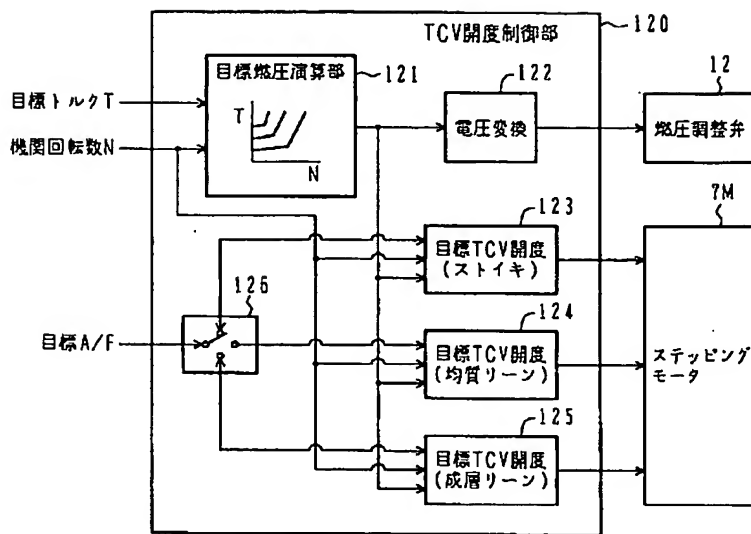 TCV開度制御部
120
目標燃圧演算部
121
T
N
122
電圧変換
12
燃圧調整弁
目標トルクT
機関回転数N
7M
123
目標TCV開度
(ストイキ)
126
目標A/F
124
目標TCV開度
(均質リーン)
ステッピング
モータ
125
目標TCV開度
(成層リーン)